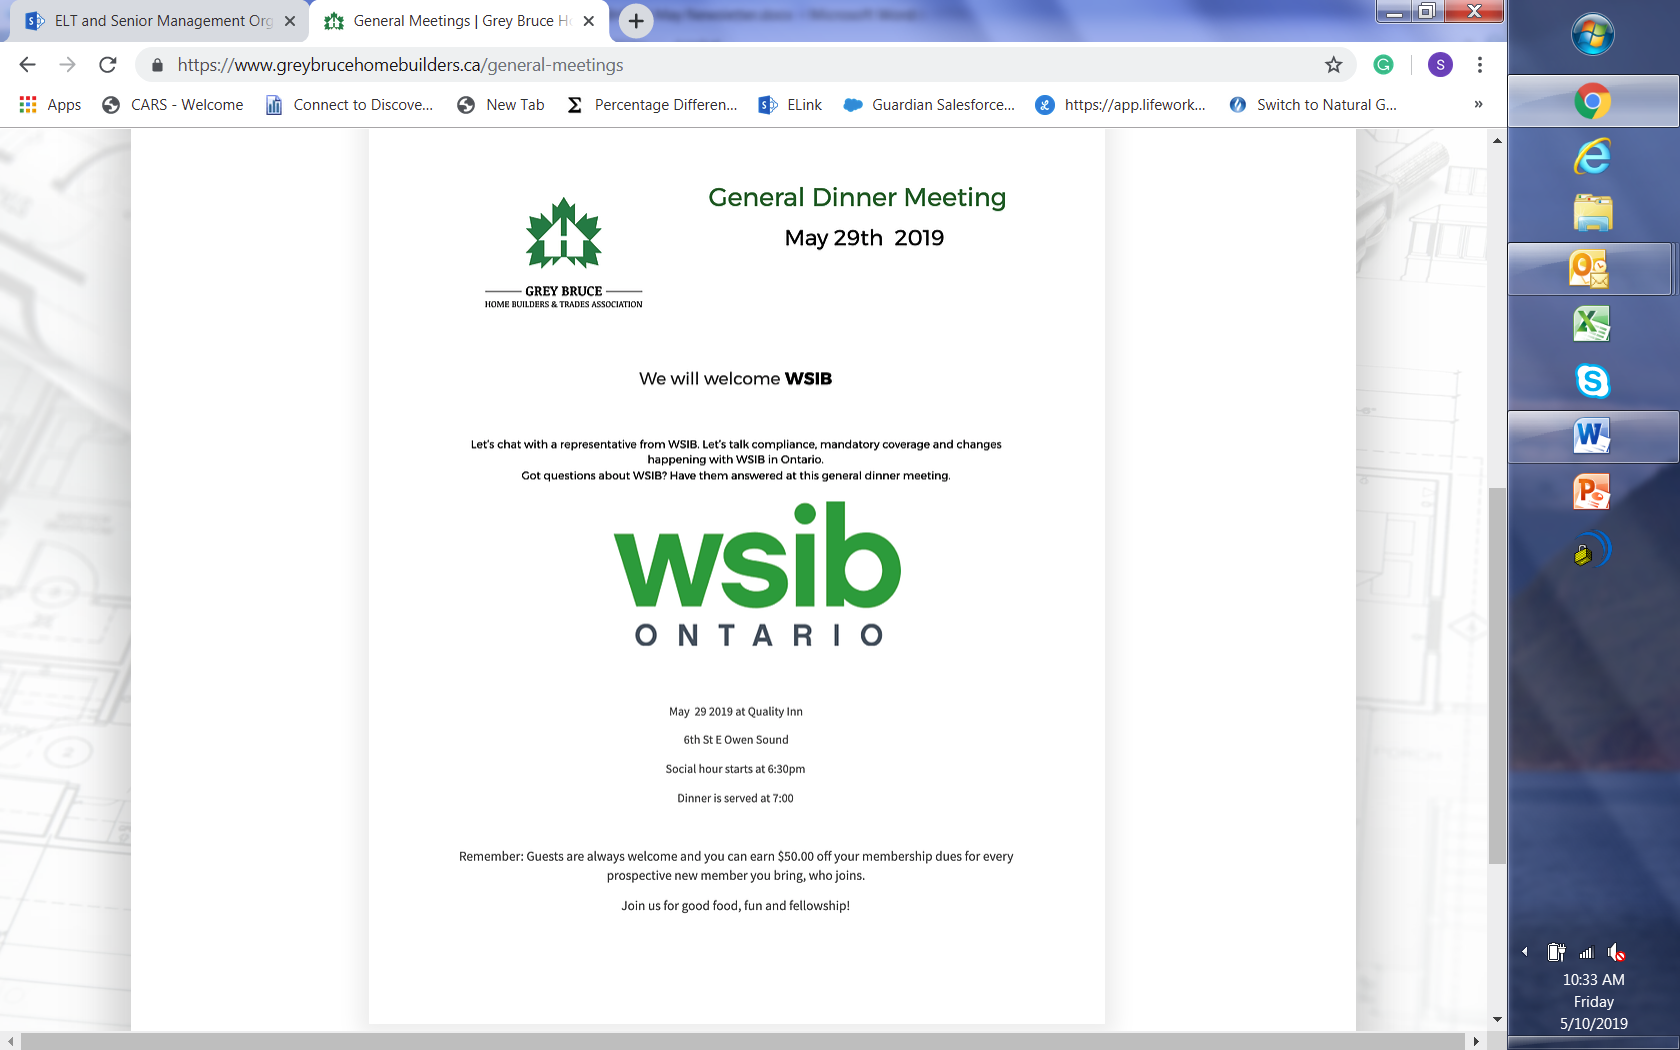 ELT and Senior Management Org
General Meetings | Grey Bruce H
https://www.greybrucehomebuilders.ca/general-meetings
S
Apps
CARS - Welcome
Connect to Discove...
New Tab
Percentage Differen...
ELink
Guardian Salesforce...
https://app.lifework...
Switch to Natural G...
»
General Dinner Meeting
May 29th 2019
GREY BRUCE
HOME BUILDERS & TRADES ASSOCIATION
We will welcome WSIB
Let's chat with a representative from WSIB. Let's talk compliance, mandatory coverage and changes
happening with WSIB in Ontario.
Got questions about WSIB? Have them answered at this general dinner meeting.
wsib
ONTARIO
May 29 2019 at Quality Inn
6th St E Owen Sound
Social hour starts at 6:30pm
Dinner is served at 7:00
Remember: Guests are always welcome and you can earn $50.00 off your membership dues for every
prospective new member you bring, who joins.
Join us for good food, fun and fellowship!
10:33 AM
Friday
5/10/2019